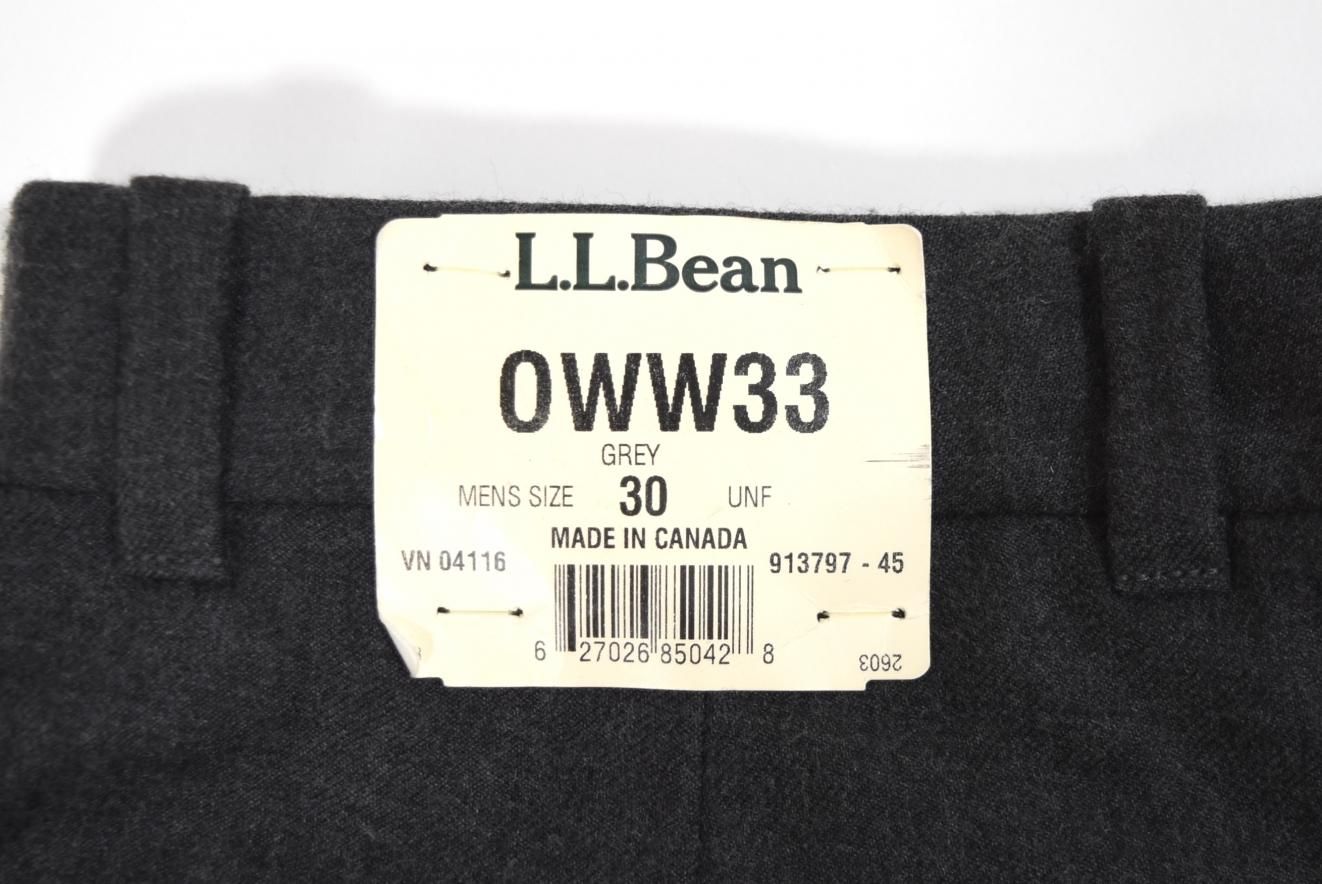 L.L.Bean
0WW33
GREY
MENS SIZE 30 UNF
MADE IN CANADA
VN 04116 913797 - 45
6 27026 85042 8
2603